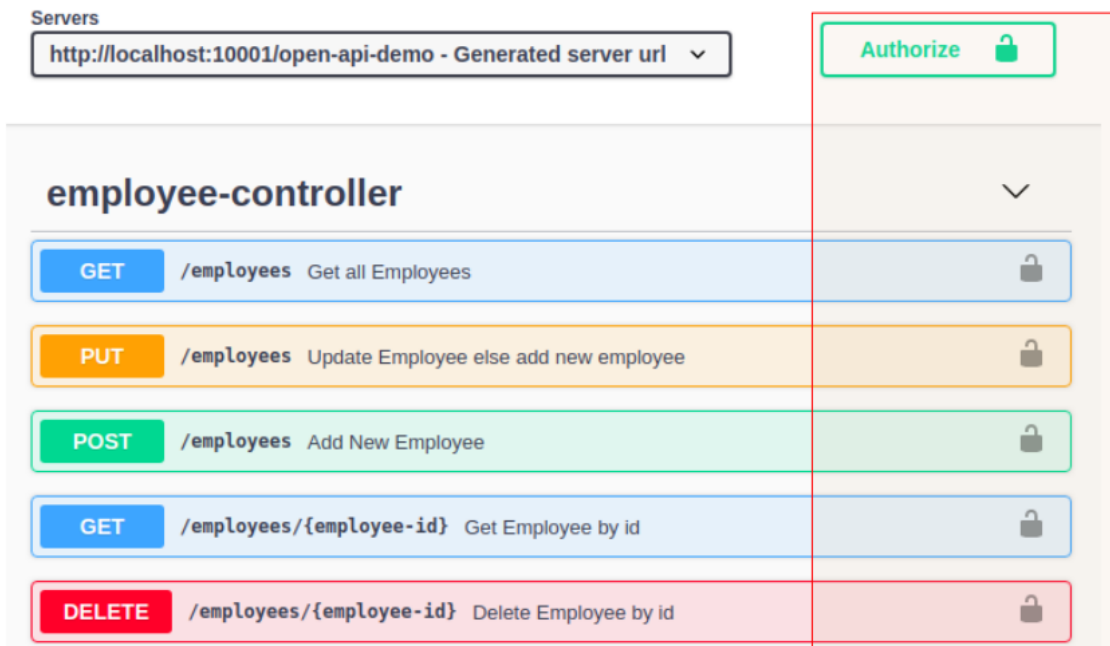 Servers
http://localhost:10001/open-api-demo - Generated server url
Authorize
employee-controller
GET /employees Get all Employees
PUT /employees Update Employee else add new employee
POST /employees Add New Employee
GET /employees/{employee-id} Get Employee by id
DELETE /employees/{employee-id} Delete Employee by id